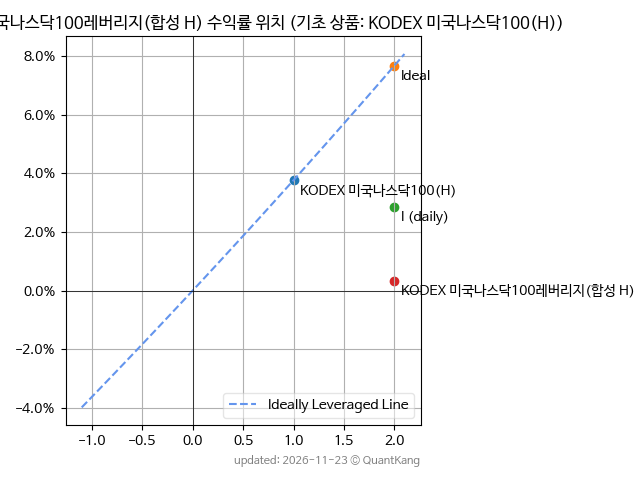 국나스닥100레버리지(합성 H) 수익률 위치 (기초 상품: KODEX 미국나스닥100(H))
8.0%
Ideal
6.0%
4.0%
KODEX 미국나스닥100(H)
l (daily)
2.0%
0.0%
KODEX 미국나스닥100레버리지(합성 H)
-2.0%
-4.0%
Ideally Leveraged Line
-1.0 -0.5 0.0 0.5 1.0 1.5 2.0
updated: 2026-11-23 © QuantKang